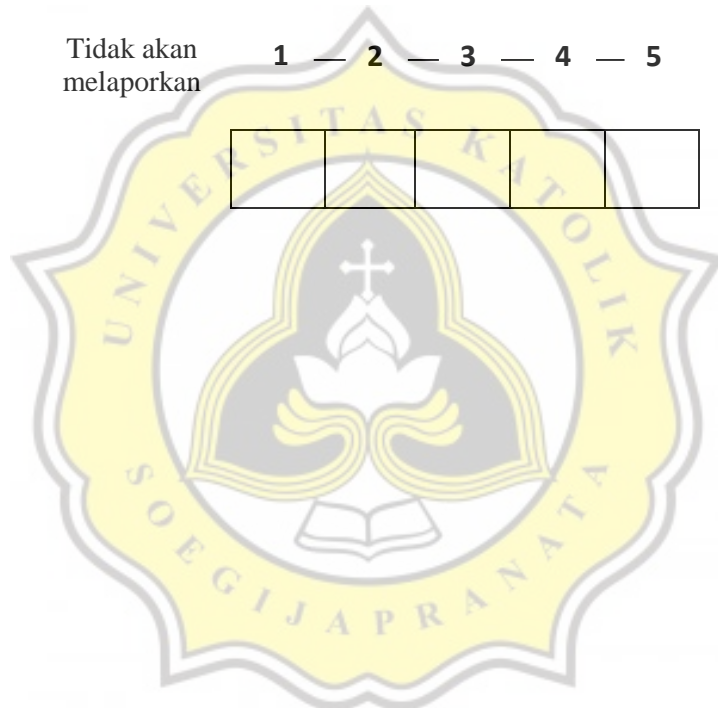 Tidak akan 1 — 2 — 3 — 4 — 5
melaporkan
UNIVERSITAS KATOLIK
SOEGIJAPRANATA